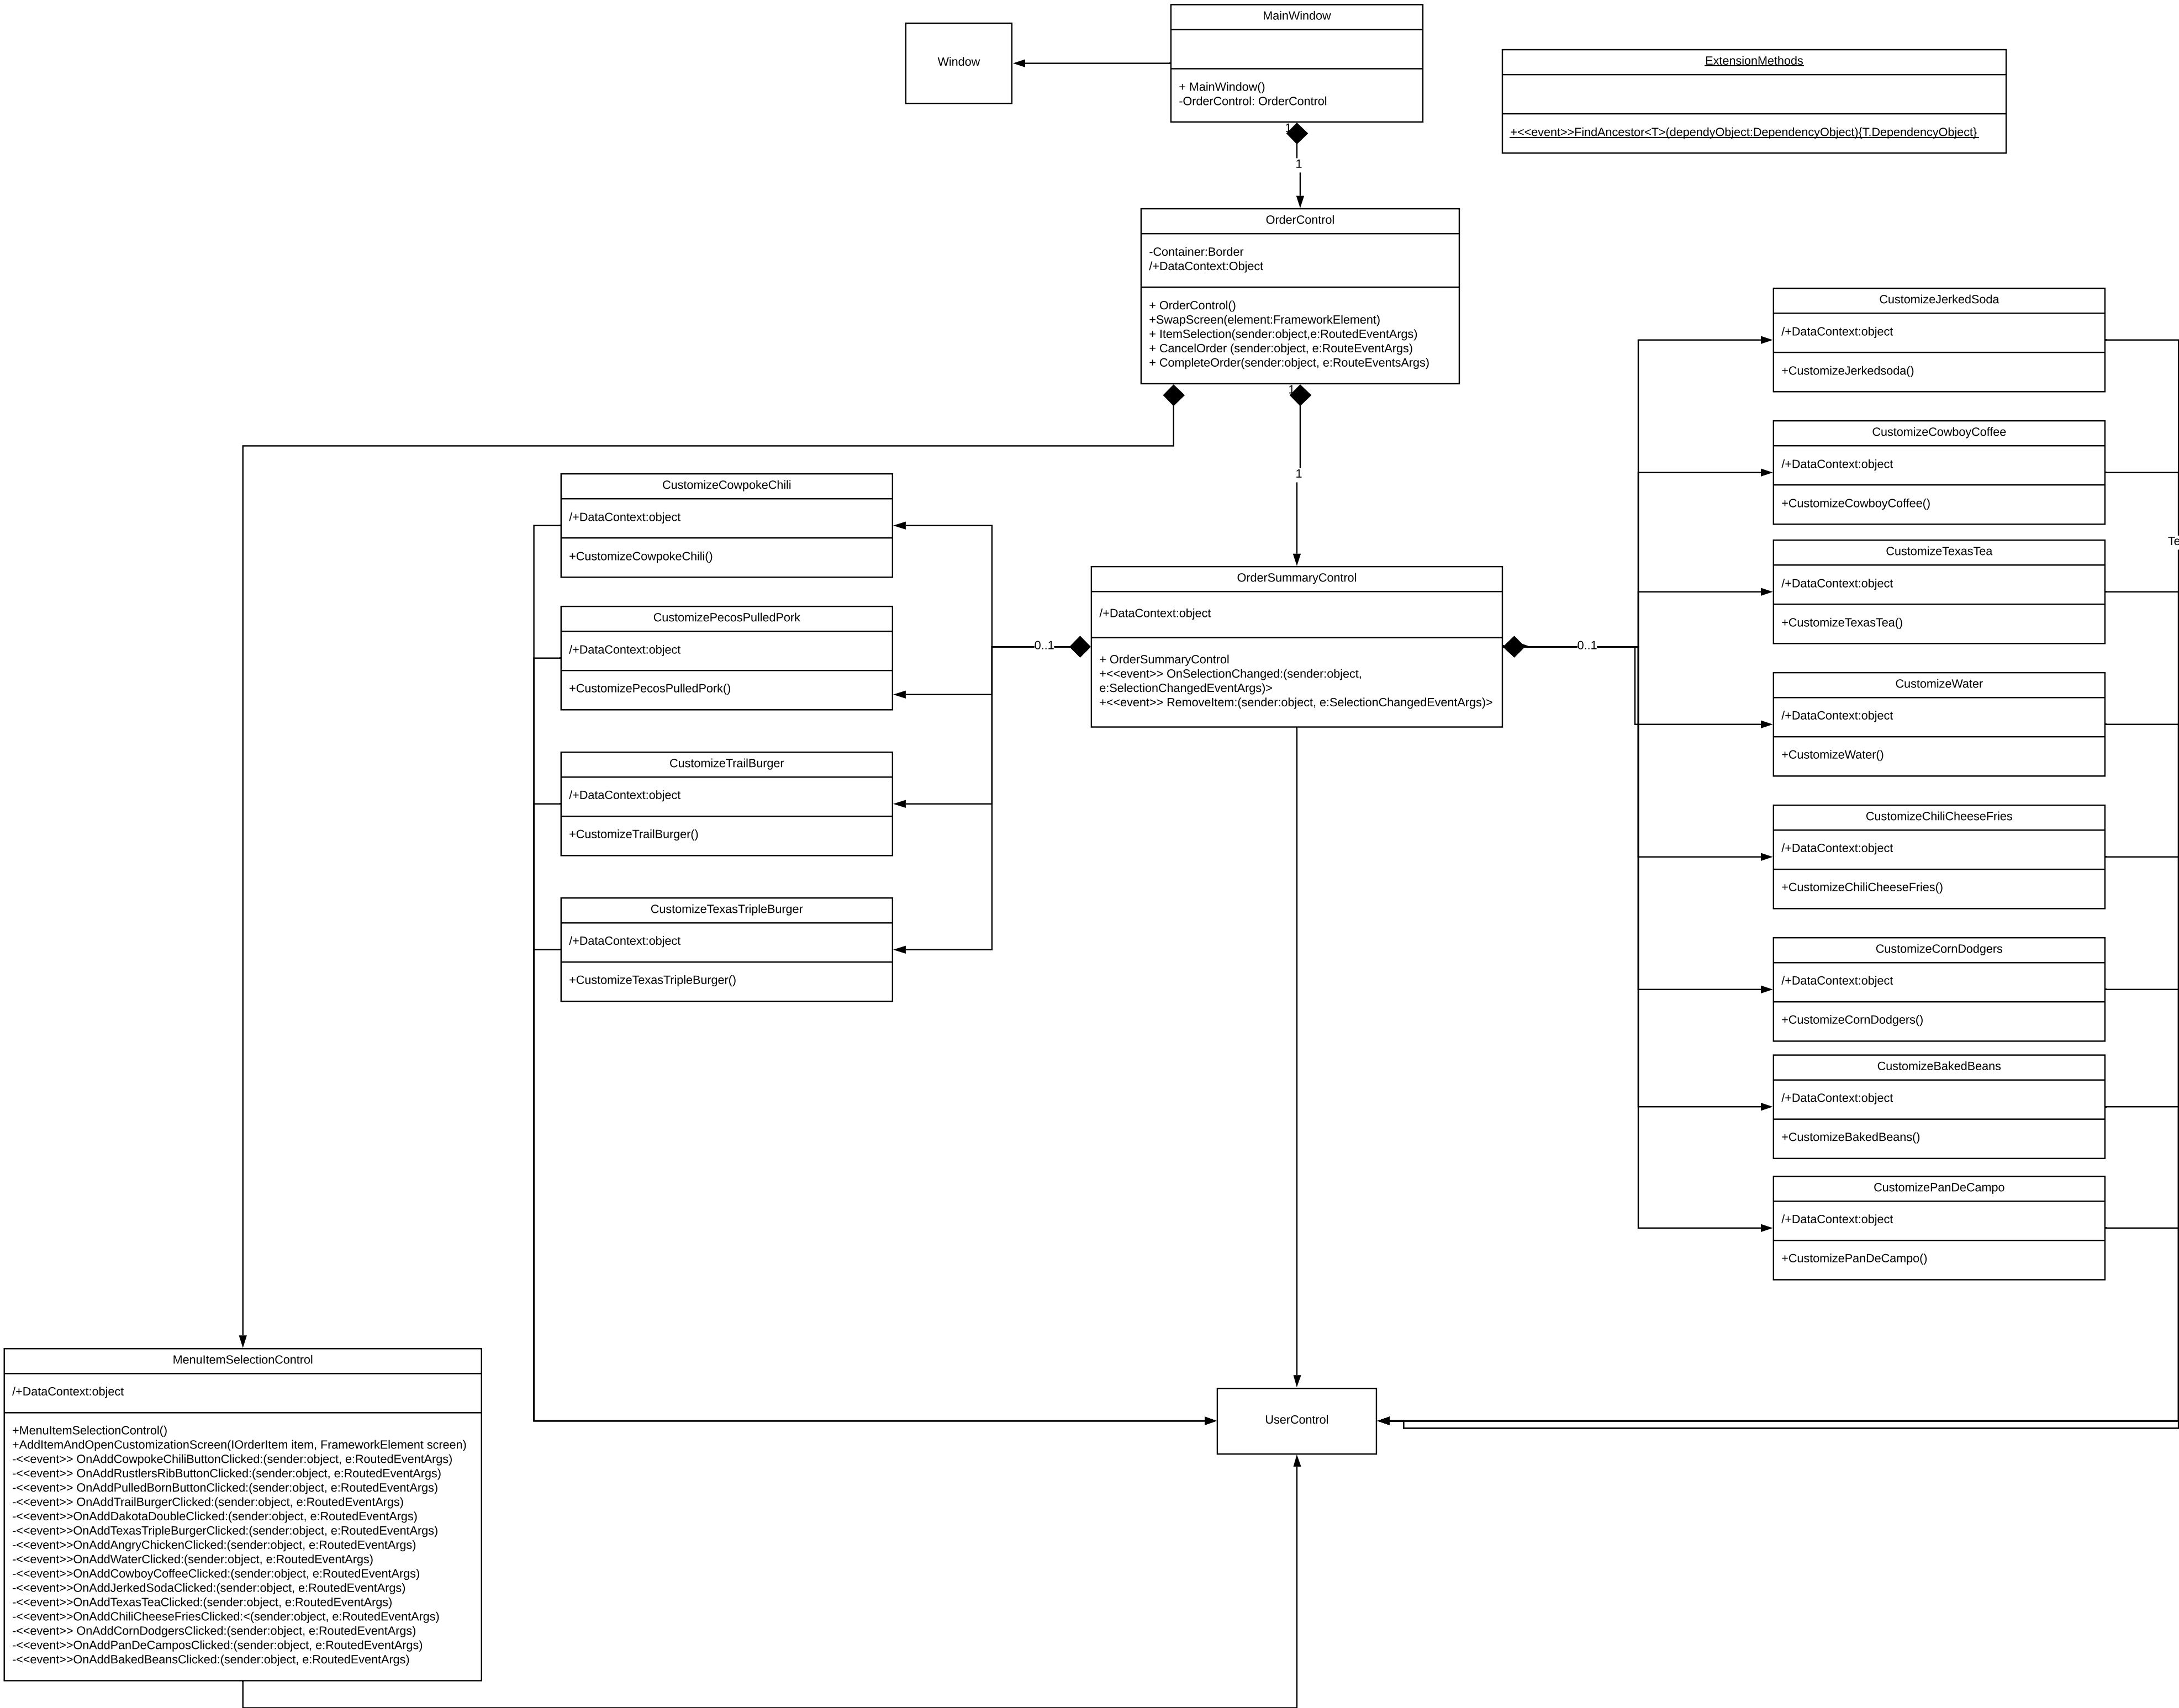 MainWindow
+ MainWindow()
-OrderControl: OrderControl
Window
ExtensionMethods
+<<event>>FindAncestor<T>(dependyObject:DependencyObject){T.DependencyObject}
1
1
OrderControl
-Container:Border
/+DataContext:Object
+ OrderControl()
+SwapScreen(element:FrameworkElement)
+ ItemSelection(sender:object,e:RoutedEventArgs)
+ CancelOrder (sender:object, e:RouteEventArgs)
+ CompleteOrder(sender:object, e:RouteEventsArgs)
1
1
CustomizeCowpokeChili
/+DataContext:object
+CustomizeCowpokeChili()
CustomizePecosPulledPork
/+DataContext:object
+CustomizePecosPulledPork()
CustomizeTrailBurger
/+DataContext:object
+CustomizeTrailBurger()
CustomizeTexasTripleBurger
/+DataContext:object
+CustomizeTexasTripleBurger()
0..1
OrderSummaryControl
/+DataContext:object
+ OrderSummaryControl
+<<event>> OnSelectionChanged:(sender:object,
e:SelectionChangedEventArgs)>
+<<event>> RemoveItem:(sender:object, e:SelectionChangedEventArgs)>
0..1
CustomizeJerkedSoda
/+DataContext:object
+CustomizeJerkedsoda()
CustomizeCowboyCoffee
/+DataContext:object
+CustomizeCowboyCoffee()
Te
CustomizeTexasTea
/+DataContext:object
+CustomizeTexasTea()
CustomizeWater
/+DataContext:object
+CustomizeWater()
CustomizeChiliCheeseFries
/+DataContext:object
+CustomizeChiliCheeseFries()
CustomizeCornDodgers
/+DataContext:object
+CustomizeCornDodgers()
CustomizeBakedBeans
/+DataContext:object
+CustomizeBakedBeans()
CustomizePanDeCampo
/+DataContext:object
+CustomizePanDeCampo()
MenuItemSelectionControl
/+DataContext:object
+MenuItemSelectionControl()
+AddItemAndOpenCustomizationScreen(IOrderItem item, FrameworkElement screen)
-<<event>> OnAddCowpokeChiliButtonClicked:(sender:object, e:RoutedEventArgs)
-<<event>> OnAddRustlersRibButtonClicked:(sender:object, e:RoutedEventArgs)
-<<event>> OnAddPulledBornButtonClicked:(sender:object, e:RoutedEventArgs)
-<<event>> OnAddTrailBurgerClicked:(sender:object, e:RoutedEventArgs)
-<<event>>OnAddDakotaDoubleClicked:(sender:object, e:RoutedEventArgs)
-<<event>>OnAddTexasTripleBurgerClicked:(sender:object, e:RoutedEventArgs)
-<<event>>OnAddAngryChickenClicked:(sender:object, e:RoutedEventArgs)
-<<event>>OnAddWaterClicked:(sender:object, e:RoutedEventArgs)
-<<event>>OnAddCowboyCoffeeClicked:(sender:object, e:RoutedEventArgs)
-<<event>>OnAddJerkedSodaClicked:(sender:object, e:RoutedEventArgs)
-<<event>>OnAddTexasTeaClicked:(sender:object, e:RoutedEventArgs)
-<<event>>OnAddChiliCheeseFriesClicked:<(sender:object, e:RoutedEventArgs)
-<<event>> OnAddCornDodgersClicked:(sender:object, e:RoutedEventArgs)
-<<event>>OnAddPanDeCamposClicked:(sender:object, e:RoutedEventArgs)
-<<event>>OnAddBakedBeansClicked:(sender:object, e:RoutedEventArgs)
UserControl